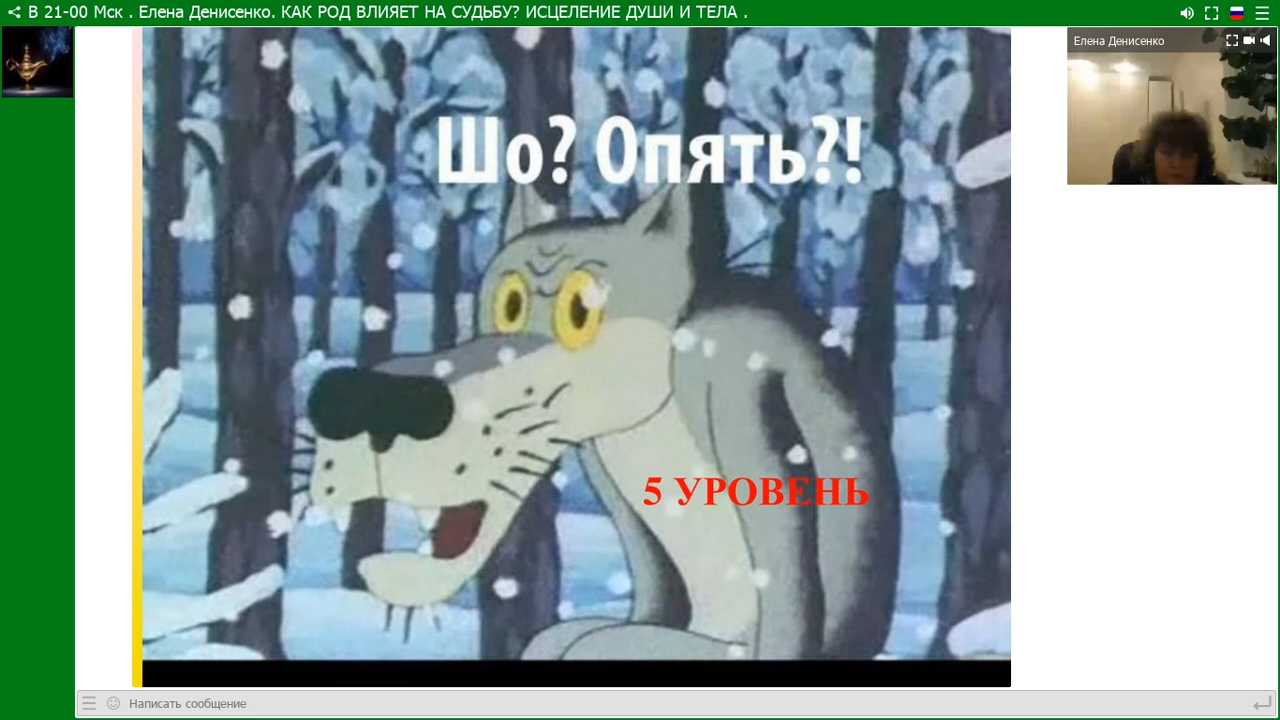 В 21-00 Мск . Елена Денисенко. КАК РОД ВЛИЯЕТ НА СУДЬБУ? ИСЦЕЛЕНИЕ ДУШИ И ТЕЛА .
Елена Денисенко
Шо? Опять?!
5 УРОВЕНЬ
Написать сообщение